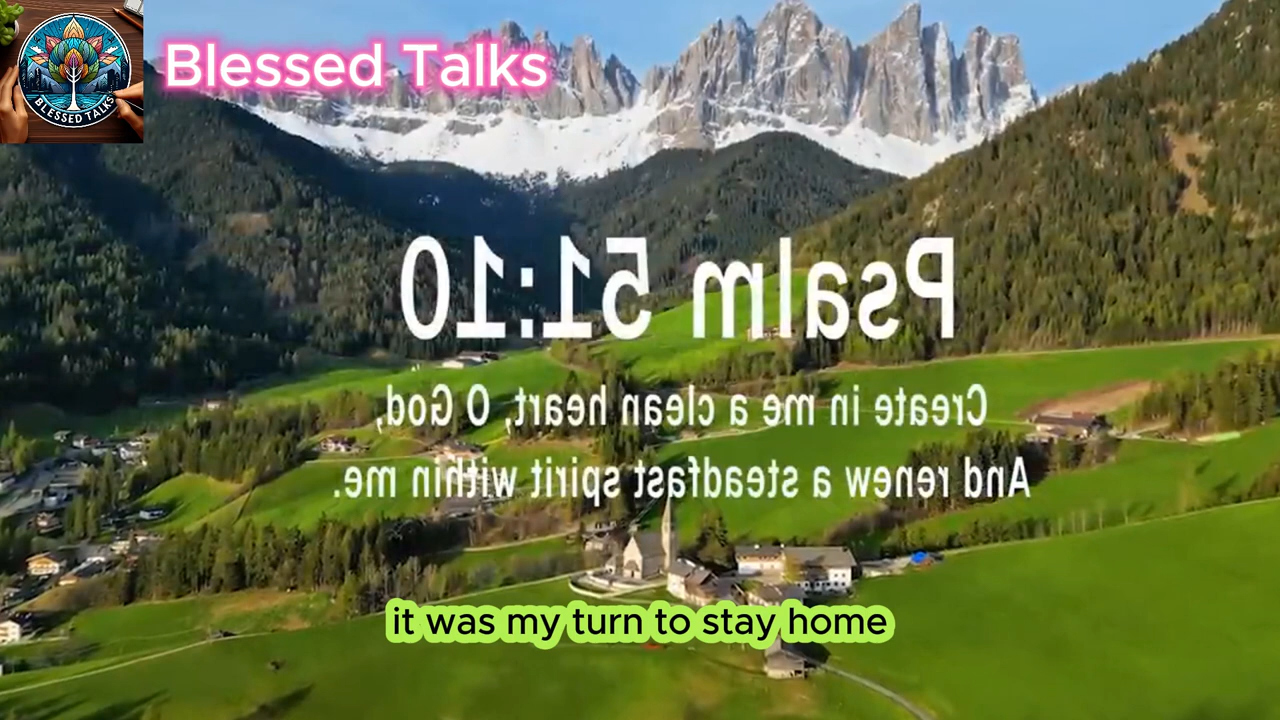 BLESSED TALKS
Blessed Talks
Psalm 51:10
Create in me a clean heart, O God,
And renew a steadfast spirit within me.
it was my turn to stay home